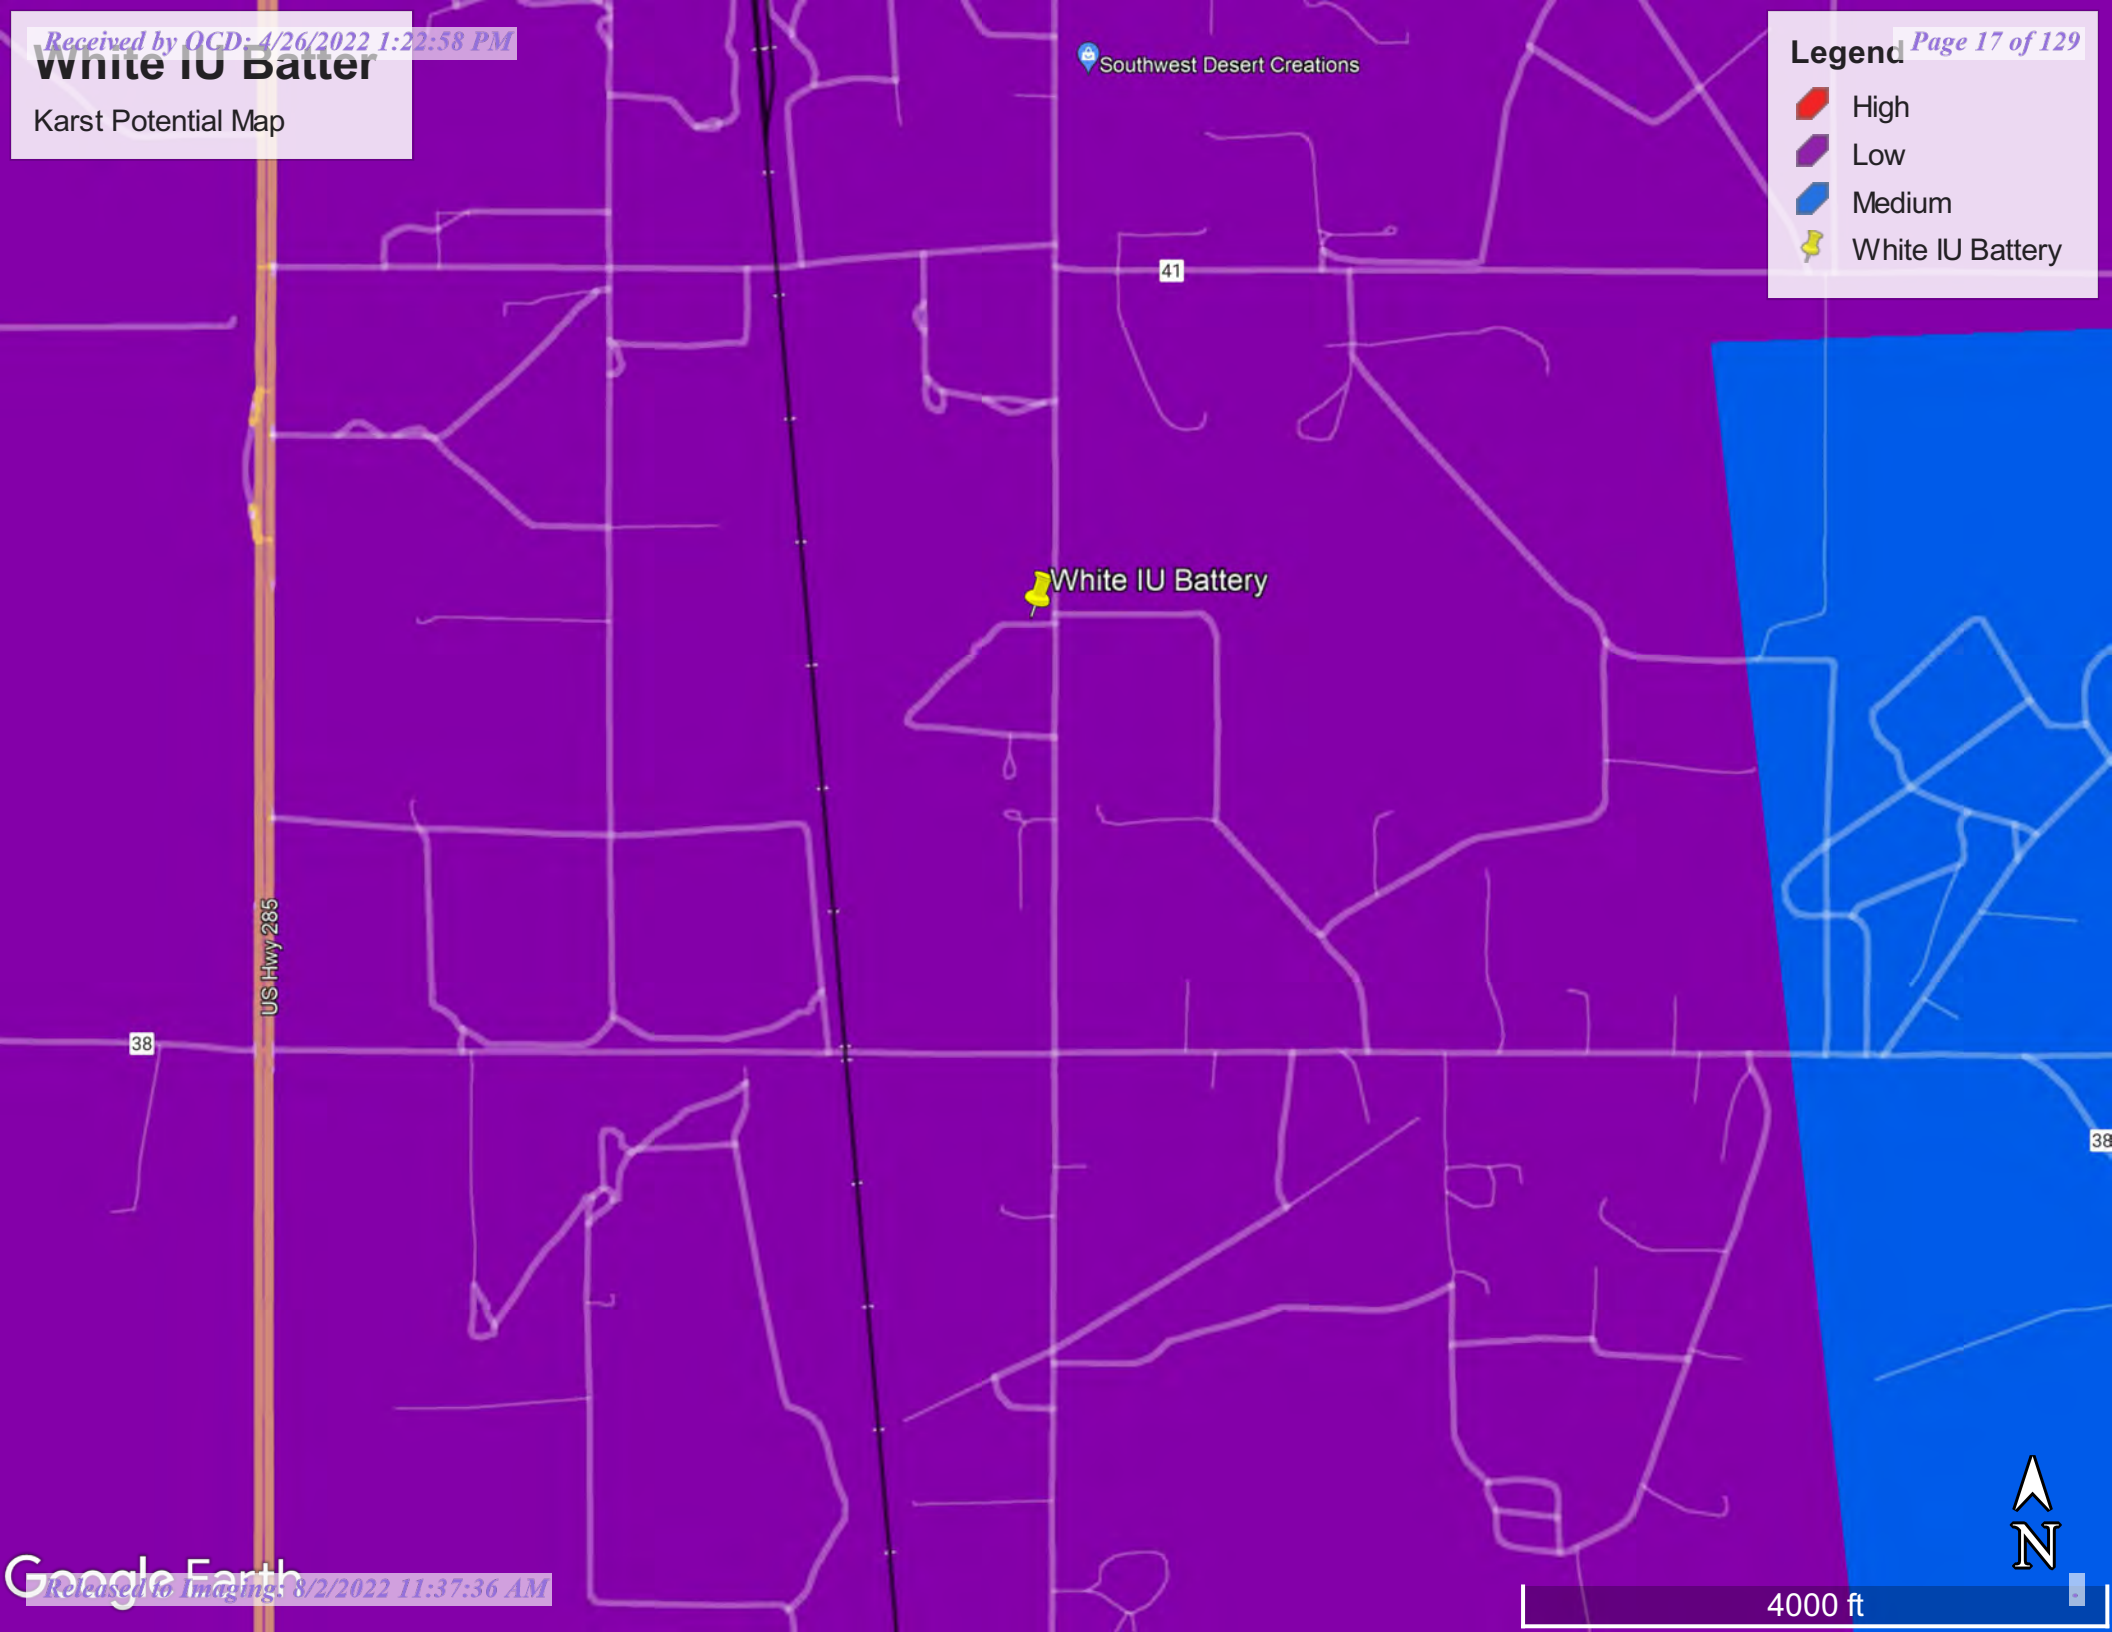 Received by OCD: 4/26/2022 1:22:58 PM
White IU Batter
Karst Potential Map
Southwest Desert Creations
Page 17 of 129
Legend
High
Low
Medium
White IU Battery
41
White IU Battery
US Hwy 285
38
38
N
Google Earth
Released to Imaging: 8/2/2022 11:37:36 AM
4000 ft